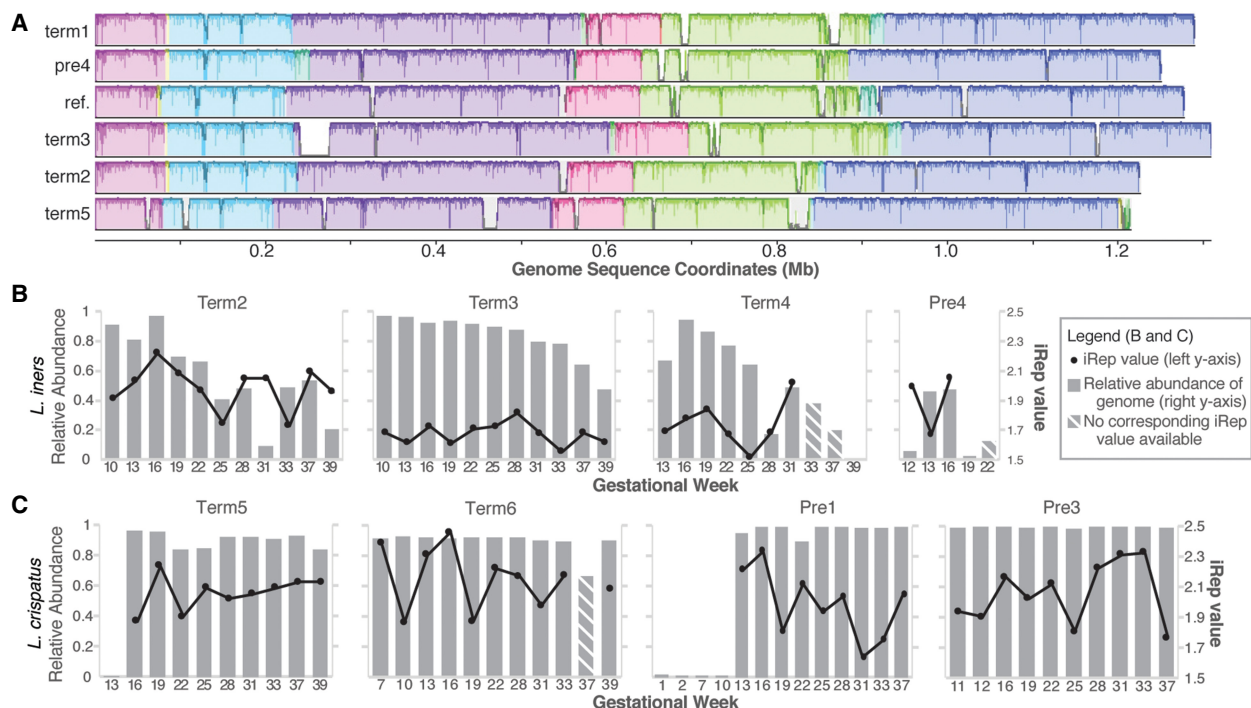 A
term1
pre4
ref.
term3
term2
term5
0.2 0.4 0.6 0.8 1.0 1.2
Genome Sequence Coordinates (Mb)
B
Term2 Term3 Term4 Pre4
L. iners
Relative Abundance
1
0.8
0.6
0.4
0.2
0
2.5
2.3
2.1
1.9
1.7
1.5
iRep value
10 13 16 19 22 25 28 31 33 37 39
10 13 16 19 22 25 28 31 34 37 39
13 16 19 22 25 28 31 33 37 39
12 13 16 19 22
Gestational Week
Legend (B and C)
iRep value (left y-axis)
Relative abundance of
genome (right y-axis)
No corresponding iRep
value available
C
Term5 Term6 Pre1 Pre3
L. crispatus
Relative Abundance
1
0.8
0.6
0.4
0.2
0
2.5
2.3
2.1
1.9
1.7
1.5
iRep value
13 16 19 22 25 28 31 33 37 39
7 10 13 16 19 22 28 31 33 37 39
1 2 7 10 13 16 19 22 25 28 31 33 37
11 12 16 19 22 25 28 31 33 37
Gestational Week